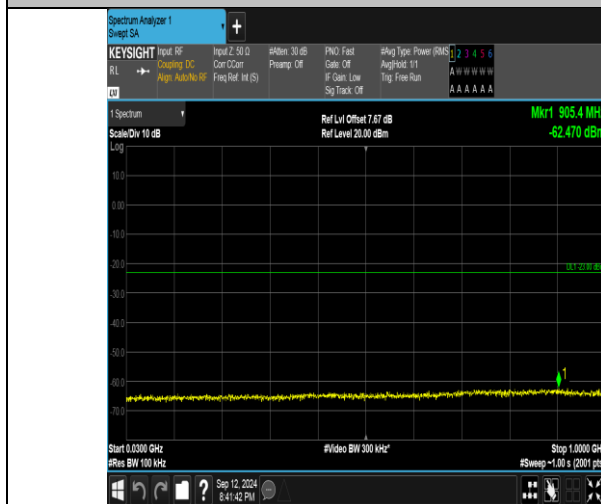 Spectrum Analyzer 1
Swept SA
+
KEYSIGHT Input: RF Input Z: 50 Ω #Atten: 30 dB PNO: Fast #Avg Type: Power (RMS 1 2 3 4 5 6
RL Coupling: DC Corr CCorr Preamp: Off Gate: Off Avg|Hold: 1/1 A W W W W W
Align: Auto/No RF Freq Ref: Int (S) IF Gain: Low Trig: Free Run
LXI Sig Track: Off A A A A A A
1 Spectrum
Ref Lvl Offset 7.67 dB Mkr1 905.4 MH
Scale/Div 10 dB Ref Level 20.00 dBm -62.470 dBm
Log
10.0
0.00
-10.0
-20.0
DL1 -23.00 dB
-30.0
-40.0
-50.0
1
-60.0
-70.0
Start 0.0300 GHz #Video BW 300 kHz* Stop 1.0000 GH
#Res BW 100 kHz #Sweep ~1.00 s (2001 pts
? Sep 12, 2024
8:41:42 PM